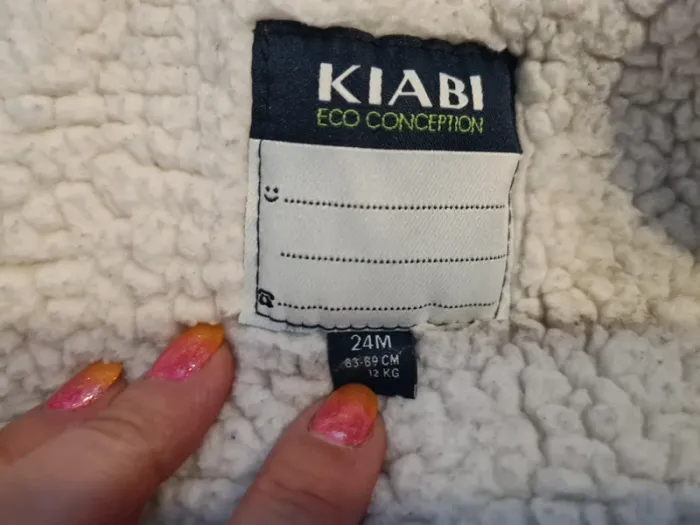 KIABI
ECO CONCEPTION
24M
83-89 CM
12 KG